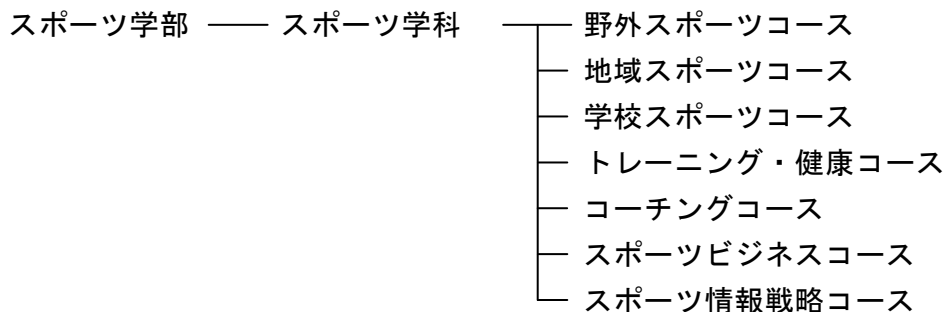 スポーツ学部 スポーツ学科 野外スポーツコース
地域スポーツコース
学校スポーツコース
トレーニング・健康コース
コーチングコース
スポーツビジネスコース
スポーツ情報戦略コース